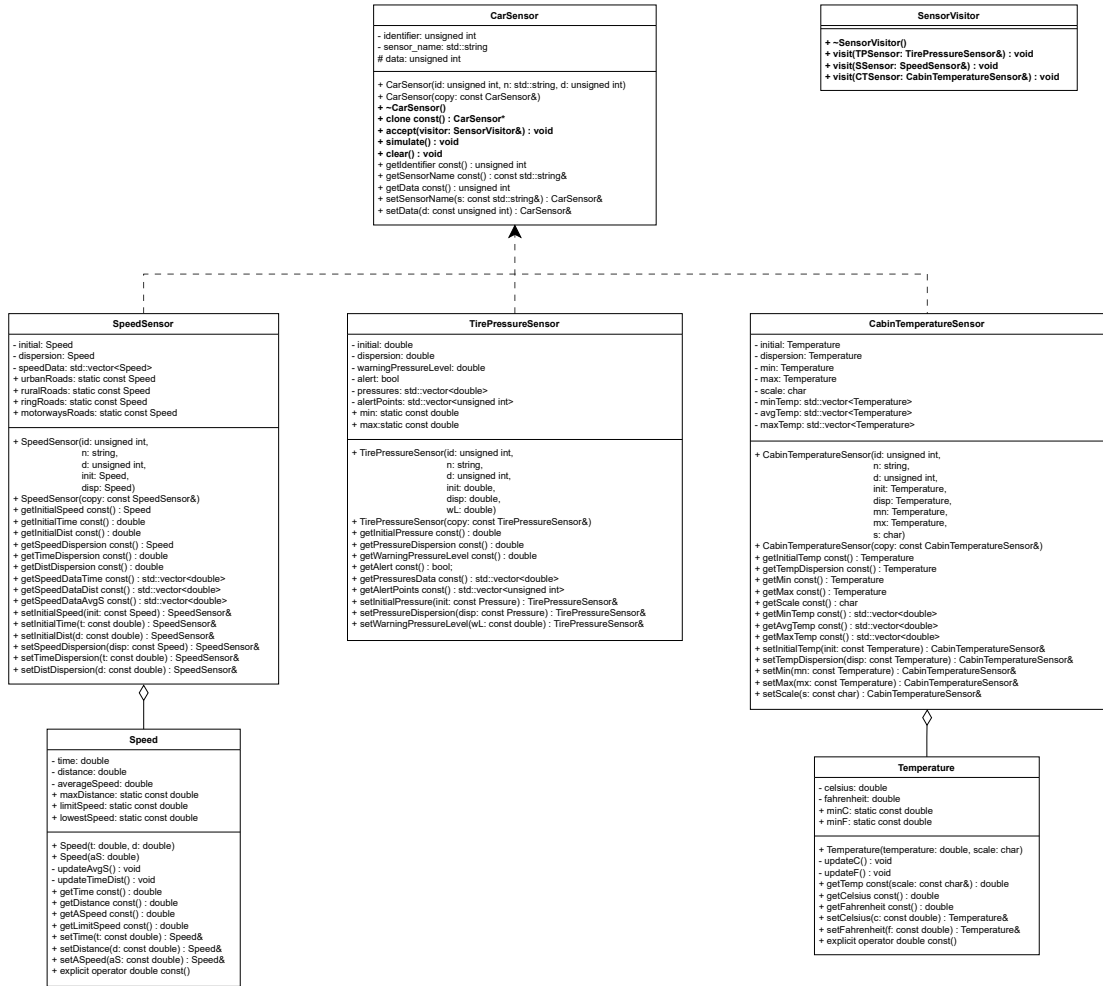 CarSensor
- identifier: unsigned int
- sensor_name: std::string
# data: unsigned int
+ CarSensor(id: unsigned int, n: std::string, d: unsigned int)
+ CarSensor(copy: const CarSensor&)
+ ~CarSensor()
+ clone const() : CarSensor*
+ accept(visitor: SensorVisitor&) : void
+ simulate() : void
+ clear() : void
+ getIdentifier const() : unsigned int
+ getSensorName const() : const std::string&
+ getData const() : unsigned int
+ setSensorName(s: const std::string&) : CarSensor&
+ setData(d: const unsigned int) : CarSensor&
SensorVisitor
+ ~SensorVisitor()
+ visit(TPSensor: TirePressureSensor&) : void
+ visit(SSensor: SpeedSensor&) : void
+ visit(CTSensor: CabinTemperatureSensor&) : void
SpeedSensor
- initial: Speed
- dispersion: Speed
- speedData: std::vector<Speed>
+ urbanRoads: static const Speed
+ ruralRoads: static const Speed
+ ringRoads: static const Speed
+ motorwaysRoads: static const Speed
+ SpeedSensor(id: unsigned int,
n: string,
d: unsigned int,
init: Speed,
disp: Speed)
+ SpeedSensor(copy: const SpeedSensor&)
+ getInitialSpeed const() : Speed
+ getInitialTime const() : double
+ getInitialDist const() : double
+ getSpeedDispersion const() : Speed
+ getTimeDispersion const() : double
+ getDistDispersion const() : double
+ getSpeedDataTime const() : std::vector<double>
+ getSpeedDataDist const() : std::vector<double>
+ getSpeedDataAvgS const() : std::vector<double>
+ setInitialSpeed(init: const Speed) : SpeedSensor&
+ setInitialTime(t: const double) : SpeedSensor&
+ setInitialDist(d: const double) : SpeedSensor&
+ setSpeedDispersion(disp: const Speed) : SpeedSensor&
+ setTimeDispersion(t: const double) : SpeedSensor&
+ setDistDispersion(d: const double) : SpeedSensor&
TirePressureSensor
- initial: double
- dispersion: double
- warningPressureLevel: double
- alert: bool
- pressures: std::vector<double>
- alertPoints: std::vector<unsigned int>
+ min: static const double
+ max:static const double
+ TirePressureSensor(id: unsigned int,
n: string,
d: unsigned int,
init: double,
disp: double,
wL: double)
+ TirePressureSensor(copy: const TirePressureSensor&)
+ getInitialPressure const() : double
+ getPressureDispersion const() : double
+ getWarningPressureLevel const() : double
+ getAlert const() : bool;
+ getPressuresData const() : std::vector<double>
+ getAlertPoints const() : std::vector<unsigned int>
+ setInitialPressure(init: const Pressure) : TirePressureSensor&
+ setPressureDispersion(disp: const Pressure) : TirePressureSensor&
+ setWarningPressureLevel(wL: const double) : TirePressureSensor&
CabinTemperatureSensor
- initial: Temperature
- dispersion: Temperature
- min: Temperature
- max: Temperature
- scale: char
- minTemp: std::vector<Temperature>
- avgTemp: std::vector<Temperature>
- maxTemp: std::vector<Temperature>
+ CabinTemperatureSensor(id: unsigned int,
n: string,
d: unsigned int,
init: Temperature,
disp: Temperature,
mn: Temperature,
mx: Temperature,
s: char)
+ CabinTemperatureSensor(copy: const CabinTemperatureSensor&)
+ getInitialTemp const() : Temperature
+ getTempDispersion const() : Temperature
+ getMin const() : Temperature
+ getMax const() : Temperature
+ getScale const() : char
+ getMinTemp const() : std::vector<double>
+ getAvgTemp const() : std::vector<double>
+ getMaxTemp const() : std::vector<double>
+ setInitialTemp(init: const Temperature) : CabinTemperatureSensor&
+ setTempDispersion(disp: const Temperature) : CabinTemperatureSensor&
+ setMin(mn: const Temperature) : CabinTemperatureSensor&
+ setMax(mx: const Temperature) : CabinTemperatureSensor&
+ setScale(s: const char) : CabinTemperatureSensor&
Speed
- time: double
- distance: double
- averageSpeed: double
+ maxDistance: static const double
+ limitSpeed: static const double
+ lowestSpeed: static const double
+ Speed(t: double, d: double)
+ Speed(aS: double)
- updateAvgS() : void
- updateTimeDist() : void
+ getTime const() : double
+ getDistance const() : double
+ getASpeed const() : double
+ getLimitSpeed const() : double
+ setTime(t: const double) : Speed&
+ setDistance(d: const double) : Speed&
+ setASpeed(aS: const double) : Speed&
+ explicit operator double const()
Temperature
- celsius: double
- fahrenheit: double
+ minC: static const double
+ minF: static const double
+ Temperature(temperature: double, scale: char)
- updateC() : void
- updateF() : void
+ getTemp const(scale: const char&) : double
+ getCelsius const() : double
+ getFahrenheit const() : double
+ setCelsius(c: const double) : Temperature&
+ setFahrenheit(f: const double) : Temperature&
+ explicit operator double const()